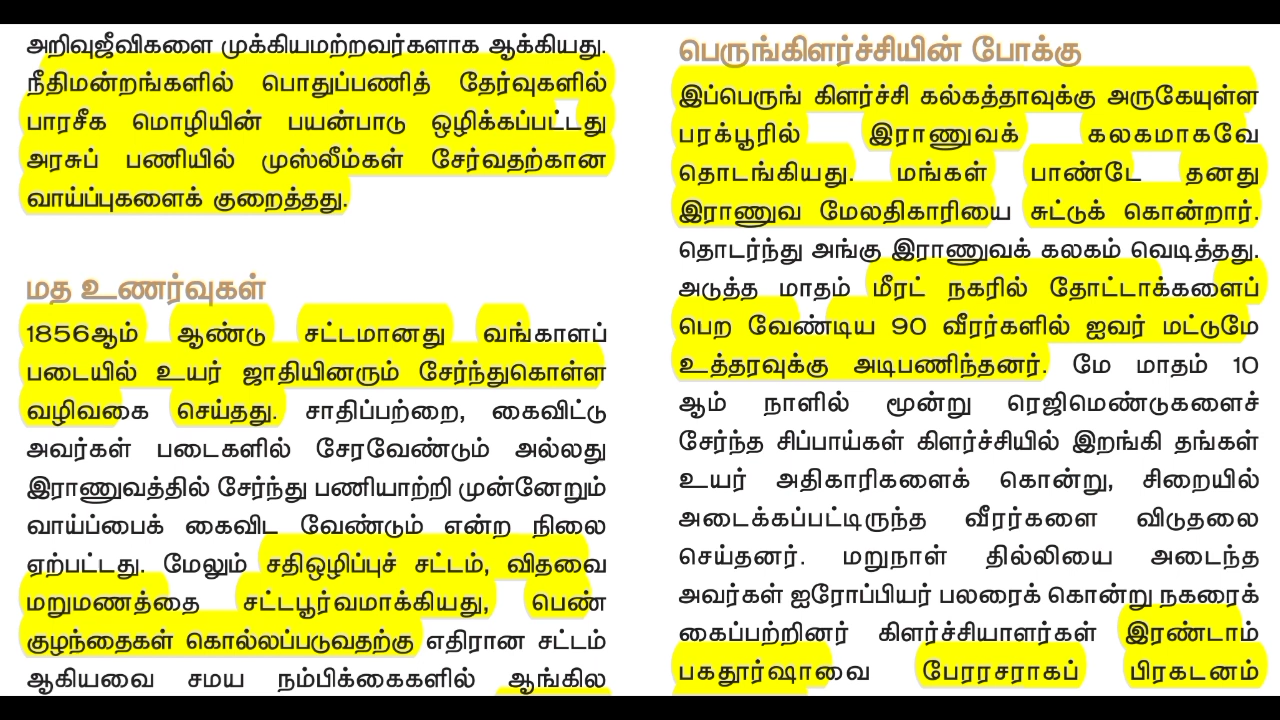 அறிவுஜீவிகளை முக்கியமற்றவர்களாக ஆக்கியது.
நீதிமன்றங்களில் பொதுப்பணித் தேர்வுகளில்
பாரசீக மொழியின் பயன்பாடு ஒழிக்கப்பட்டது
அரசுப் பணியில் முஸ்லீம்கள் சேர்வதற்கான
வாய்ப்புகளைக் குறைத்தது.
மத உணர்வுகள்
1856ஆம் ஆண்டு சட்டமானது வங்காளப்
படையில் உயர் ஜாதியினரும் சேர்ந்துகொள்ள
வழிவகை செய்தது. சாதிப்பற்றை, கைவிட்டு
அவர்கள் படைகளில் சேரவேண்டும் அல்லது
இராணுவத்தில் சேர்ந்து பணியாற்றி முன்னேறும்
வாய்ப்பைக் கைவிட வேண்டும் என்ற நிலை
ஏற்பட்டது. மேலும் சதிஒழிப்புச் சட்டம், விதவை
மறுமணத்தை சட்டபூர்வமாக்கியது, பெண்
குழந்தைகள் கொல்லப்படுவதற்கு எதிரான சட்டம்
ஆகியவை சமய நம்பிக்கைகளில் ஆங்கில
பெருங்கிளர்ச்சியின் போக்கு
இப்பெருங் கிளர்ச்சி கல்கத்தாவுக்கு அருகேயுள்ள
பரக்பூரில் இராணுவக் கலகமாகவே
தொடங்கியது. மங்கள் பாண்டே தனது
இராணுவ மேலதிகாரியை சுட்டுக் கொன்றார்.
தொடர்ந்து அங்கு இராணுவக் கலகம் வெடித்தது.
அடுத்த மாதம் மீரட் நகரில் தோட்டாக்களைப்
பெற வேண்டிய 90 வீரர்களில் ஐவர் மட்டுமே
உத்தரவுக்கு அடிபணிந்தனர். மே மாதம் 10
ஆம் நாளில் மூன்று ரெஜிமெண்டுகளைச்
சேர்ந்த சிப்பாய்கள் கிளர்ச்சியில் இறங்கி தங்கள்
உயர் அதிகாரிகளைக் கொன்று, சிறையில்
அடைக்கப்பட்டிருந்த வீரர்களை விடுதலை
செய்தனர். மறுநாள் தில்லியை அடைந்த
அவர்கள் ஐரோப்பியர் பலரைக் கொன்று நகரைக்
கைப்பற்றினர் கிளர்ச்சியாளர்கள் இரண்டாம்
பகதூர்ஷாவை பேரரசராகப் பிரகடனம்